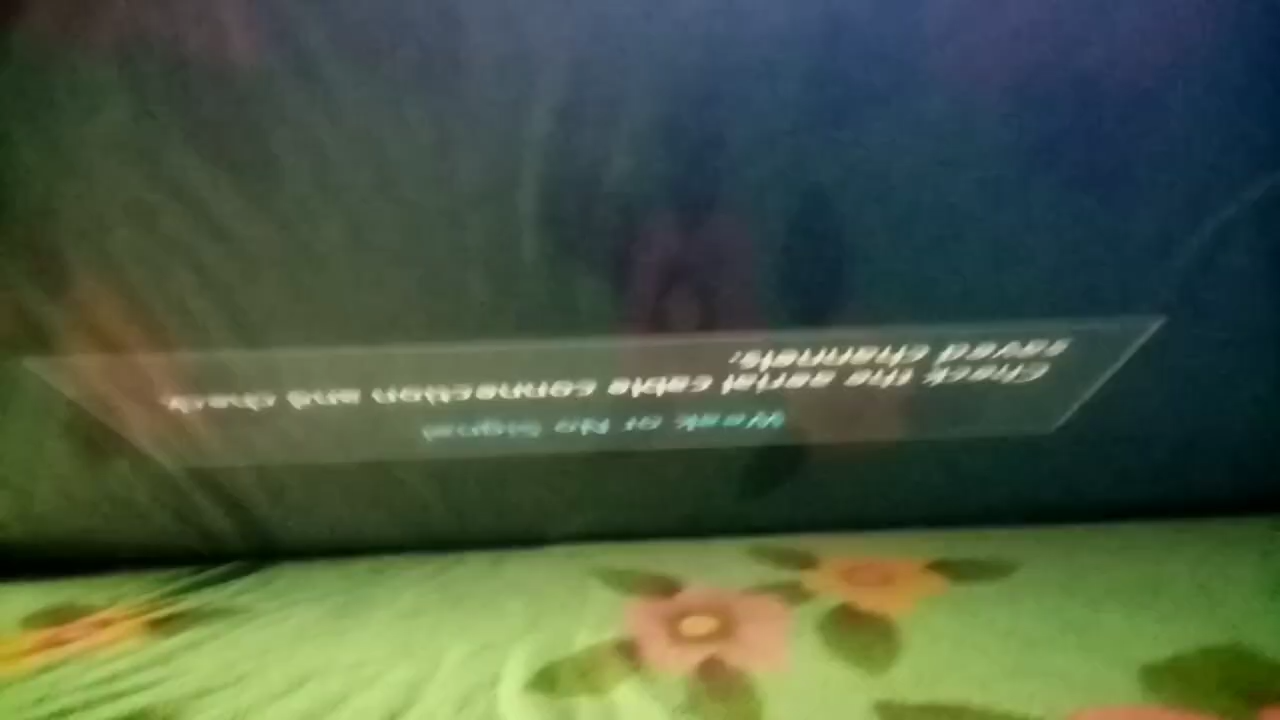 Weak or No Signal
Check the aerial cable connection and check
saved channels.